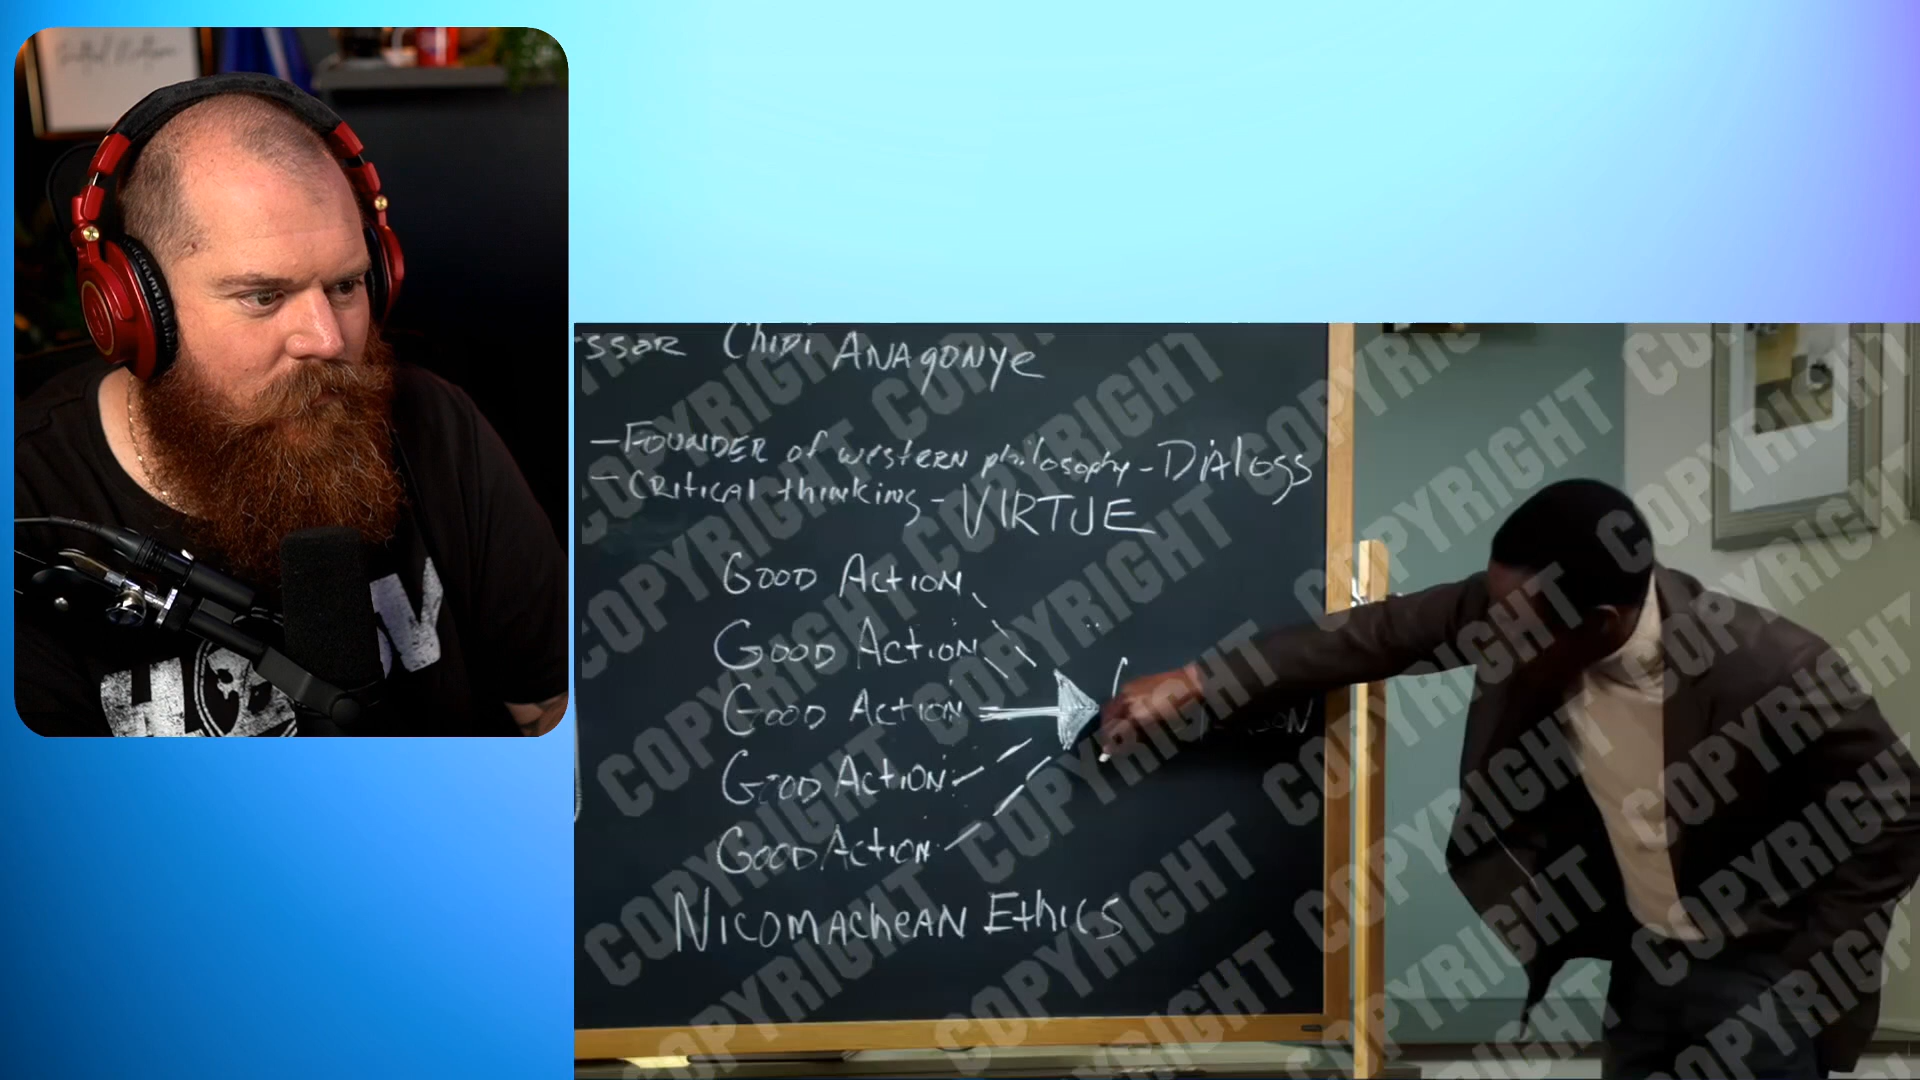 Chidi Anagonye
—Founder of western philosophy - Dialogs
—critical thinking - VIRTUE
Good Action
Good Action
Good Action
Good Action
Good Action
Nicomachean Ethics
COPYRIGHT